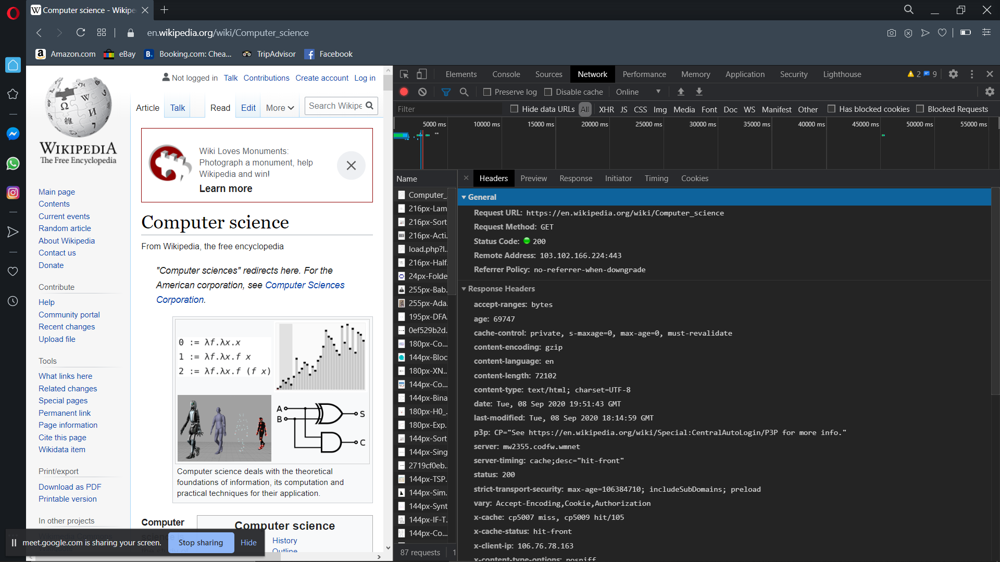 Computer science - Wikipe
en.wikipedia.org/wiki/Computer_science
Amazon.com eBay Booking.com: Chea... TripAdvisor Facebook
WIKIPEDIA
The Free Encyclopedia
Main page
Contents
Current events
Random article
About Wikipedia
Contact us
Donate
Contribute
Help
Community portal
Recent changes
Upload file
Tools
What links here
Related changes
Special pages
Permanent link
Page information
Cite this page
Wikidata item
Print/export
Download as PDF
Printable version
In other projects
Not logged in Talk Contributions Create account Log in
Article Talk Read Edit More Search Wikipe
Wiki Loves Monuments:
Photograph a monument, help
Wikipedia and win!
Learn more
Computer science
From Wikipedia, the free encyclopedia
"Computer sciences" redirects here. For the
American corporation, see Computer Sciences
Corporation.
0 := λf.λx.x
1 := λf.λx.f x
2 := λf.λx.f (f x)
A
B
S
C
Computer science deals with the theoretical
foundations of information, its computation and
practical techniques for their application.
Computer
Computer science
History
Outline
meet.google.com is sharing your screen. Stop sharing Hide
Elements Console Sources Network Performance Memory Application Security Lighthouse 2 9
Preserve log Disable cache Online
Filter Hide data URLs All XHR JS CSS Img Media Font Doc WS Manifest Other Has blocked cookies Blocked Requests
5000 ms 10000 ms 15000 ms 20000 ms 25000 ms 30000 ms 35000 ms 40000 ms 45000 ms 50000 ms 55000 ms
Name
Computer_
216px-Lam
216px-Sort
216px-Acti.
load.php?l..
216px-Half.
24px-Folde
255px-Bab.
255px-Ada.
195px-DFA.
0ef529b2d.
180px-Co...
144px-Bloc
180px-XN..
144px-Co...
144px-Bina
180px-H0_.
180px-Exp.
144px-Sort
144px-Sing
2719cf0eb..
144px-TSP.
144px-Sim.
144px-Synt
144px-IF-T.
144px-Co...
87 requests 1
Headers Preview Response Initiator Timing Cookies
General
Request URL: https://en.wikipedia.org/wiki/Computer_science
Request Method: GET
Status Code: 200
Remote Address: 103.102.166.224:443
Referrer Policy: no-referrer-when-downgrade
Response Headers
accept-ranges: bytes
age: 69747
cache-control: private, s-maxage=0, max-age=0, must-revalidate
content-encoding: gzip
content-language: en
content-length: 72102
content-type: text/html; charset=UTF-8
date: Tue, 08 Sep 2020 19:51:43 GMT
last-modified: Tue, 08 Sep 2020 18:14:59 GMT
p3p: CP="See https://en.wikipedia.org/wiki/Special:CentralAutoLogin/P3P for more info."
server: mw2355.codfw.wmnet
server-timing: cache;desc="hit-front"
status: 200
strict-transport-security: max-age=106384710; includeSubDomains; preload
vary: Accept-Encoding,Cookie,Authorization
x-cache: cp5007 miss, cp5009 hit/105
x-cache-status: hit-front
x-client-ip: 106.76.78.163
x-content-type-options: nosniff